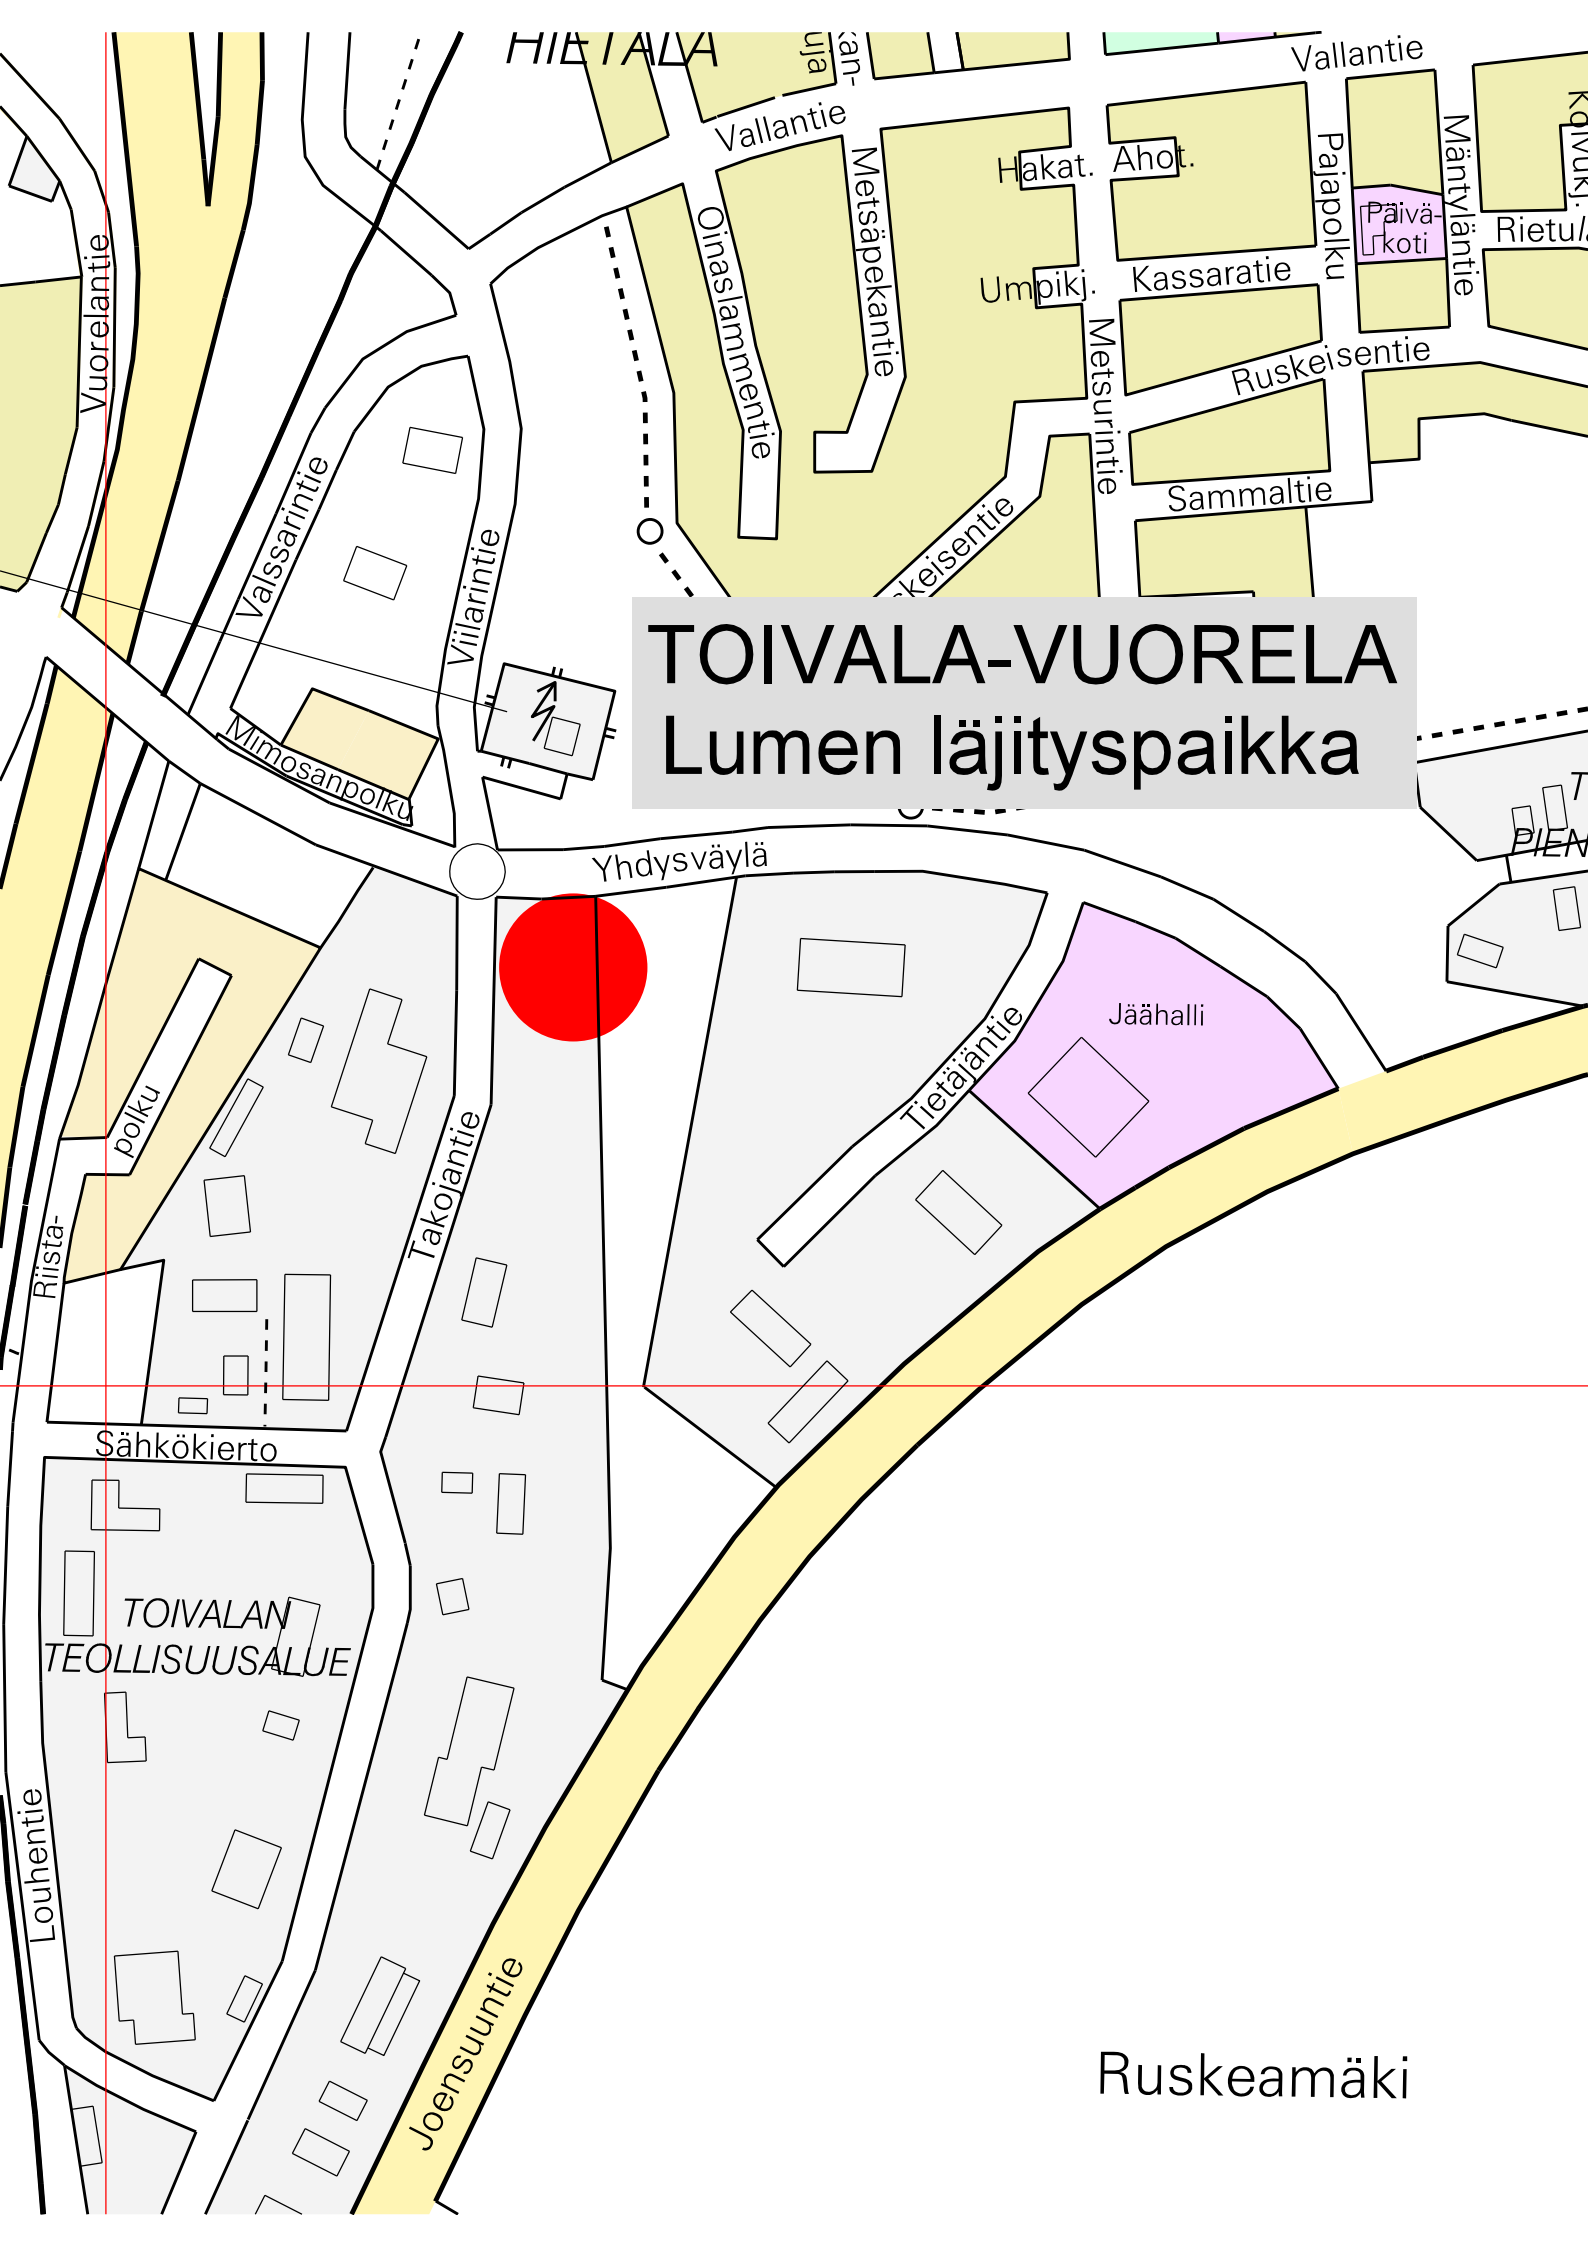 HIETALA
Vallantie
Vallantie
Hakat.
Ahot.
Pajapolku
Mäntyläntie
Päivä-
koti
Vuorelantie
Oinaslammentie
Metsäpekantie
Umpikj.
Kassaratie
Metsurintie
Ruskeisentie
Sammaltie
Valssarintie
Viilarintie
TOIVALA-VUORELA
Lumen läjityspaikka
Mimosanpolku
Yhdysväylä
Jäähalli
Tietäjäntie
Takojantie
Riista-
polku
Sähkökierto
TOIVALAN
TEOLLISUUSALUE
Louhentie
Joensuuntie
Ruskeamäki